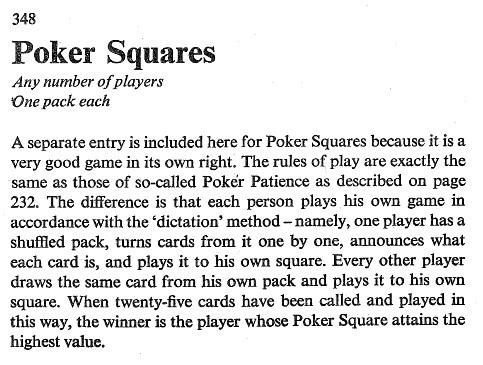 348
Poker Squares
Any number of players
One pack each
A separate entry is included here for Poker Squares because it is a
very good game in its own right. The rules of play are exactly the
same as those of so-called Poker Patience as described on page
232. The difference is that each person plays his own game in
accordance with the ‘dictation’ method – namely, one player has a
shuffled pack, turns cards from it one by one, announces what
each card is, and plays it to his own square. Every other player
draws the same card from his own pack and plays it to his own
square. When twenty-five cards have been called and played in
this way, the winner is the player whose Poker Square attains the
highest value.